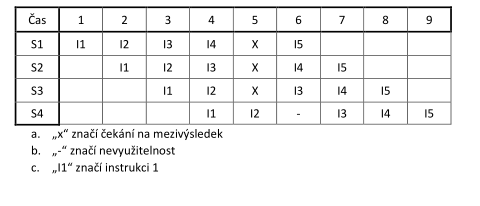 Čas 1 2 3 4 5 6 7 8 9
S1 I1 I2 I3 I4 X I5
S2 I1 I2 I3 X I4 I5
S3 I1 I2 X I3 I4 I5
S4 I1 I2 - I3 I4 I5
a. „x“ značí čekání na mezivýsledek
b. „-“ značí nevyužitelnost
c. „I1“ značí instrukci 1